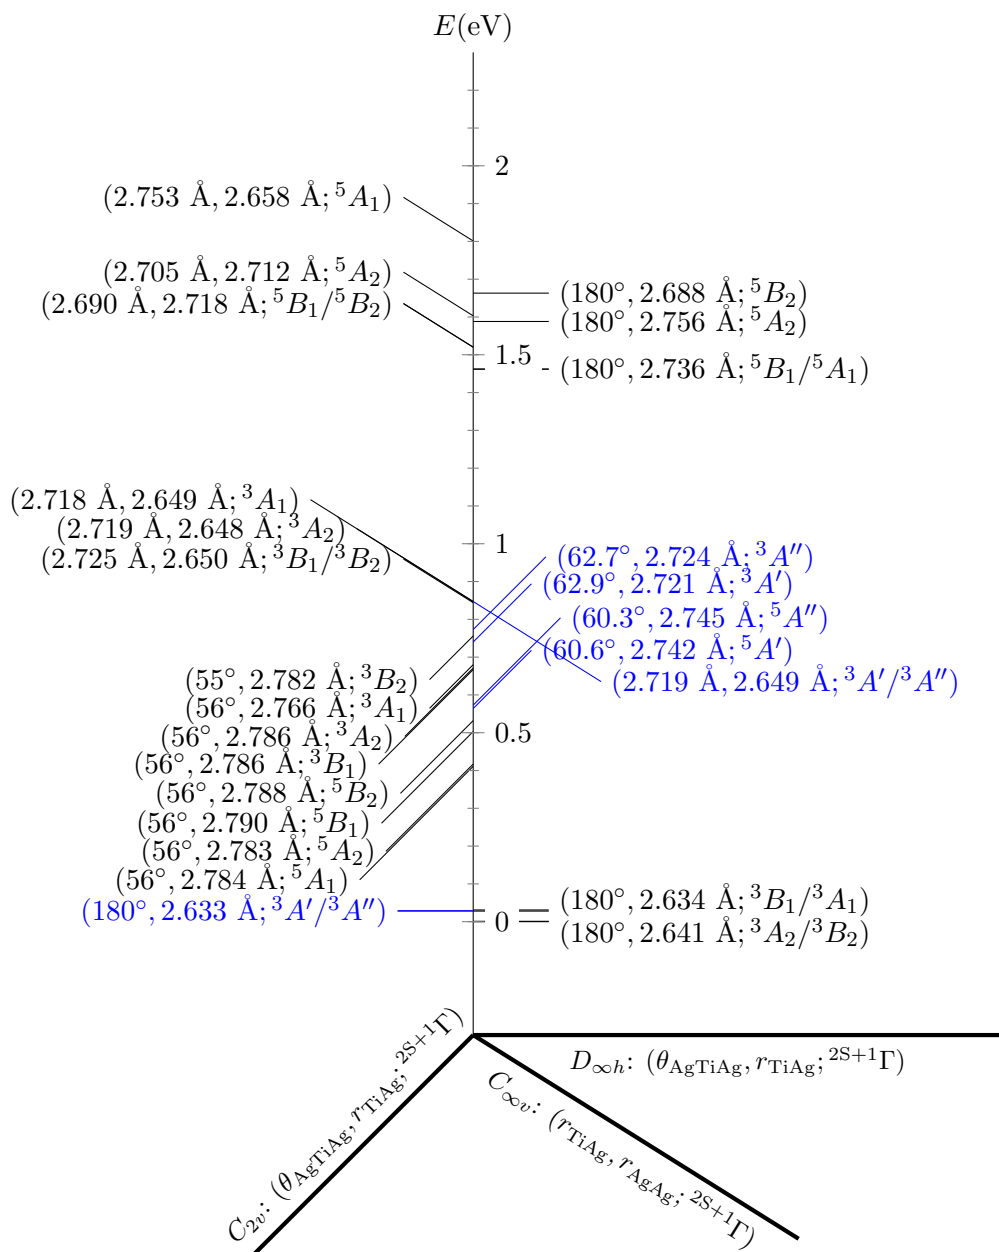 E(eV)
2
(2.753 Å, 2.658 Å; ⁵A₁)
(2.705 Å, 2.712 Å; ⁵A₂)
(180°, 2.688 Å; ⁵B₂)
(2.690 Å, 2.718 Å; ⁵B₁/⁵B₂)
(180°, 2.756 Å; ⁵A₂)
1.5
(180°, 2.736 Å; ⁵B₁/⁵A₁)
(2.718 Å, 2.649 Å; ³A₁)
(2.719 Å, 2.648 Å; ³A₂)
1
(2.725 Å, 2.650 Å; ³B₁/³B₂)
(62.7°, 2.724 Å; ³A″)
(62.9°, 2.721 Å; ³A′)
(60.3°, 2.745 Å; ⁵A″)
(60.6°, 2.742 Å; ⁵A′)
(55°, 2.782 Å; ³B₂)
(2.719 Å, 2.649 Å; ³A′/³A″)
(56°, 2.766 Å; ³A₁)
(56°, 2.786 Å; ³A₂)
0.5
(56°, 2.786 Å; ³B₁)
(56°, 2.788 Å; ⁵B₂)
(56°, 2.790 Å; ⁵B₁)
(56°, 2.783 Å; ⁵A₂)
(56°, 2.784 Å; ⁵A₁)
(180°, 2.634 Å; ³B₁/³A₁)
(180°, 2.633 Å; ³A′/³A″)
0
(180°, 2.641 Å; ³A₂/³B₂)
D∞h: (θAgTiAg, rTiAg; ²ˢ⁺¹Γ)
C2v: (θAgTiAg, rTiAg; ²ˢ⁺¹Γ)
C∞v: (rTiAg, rAgAg; ²ˢ⁺¹Γ)